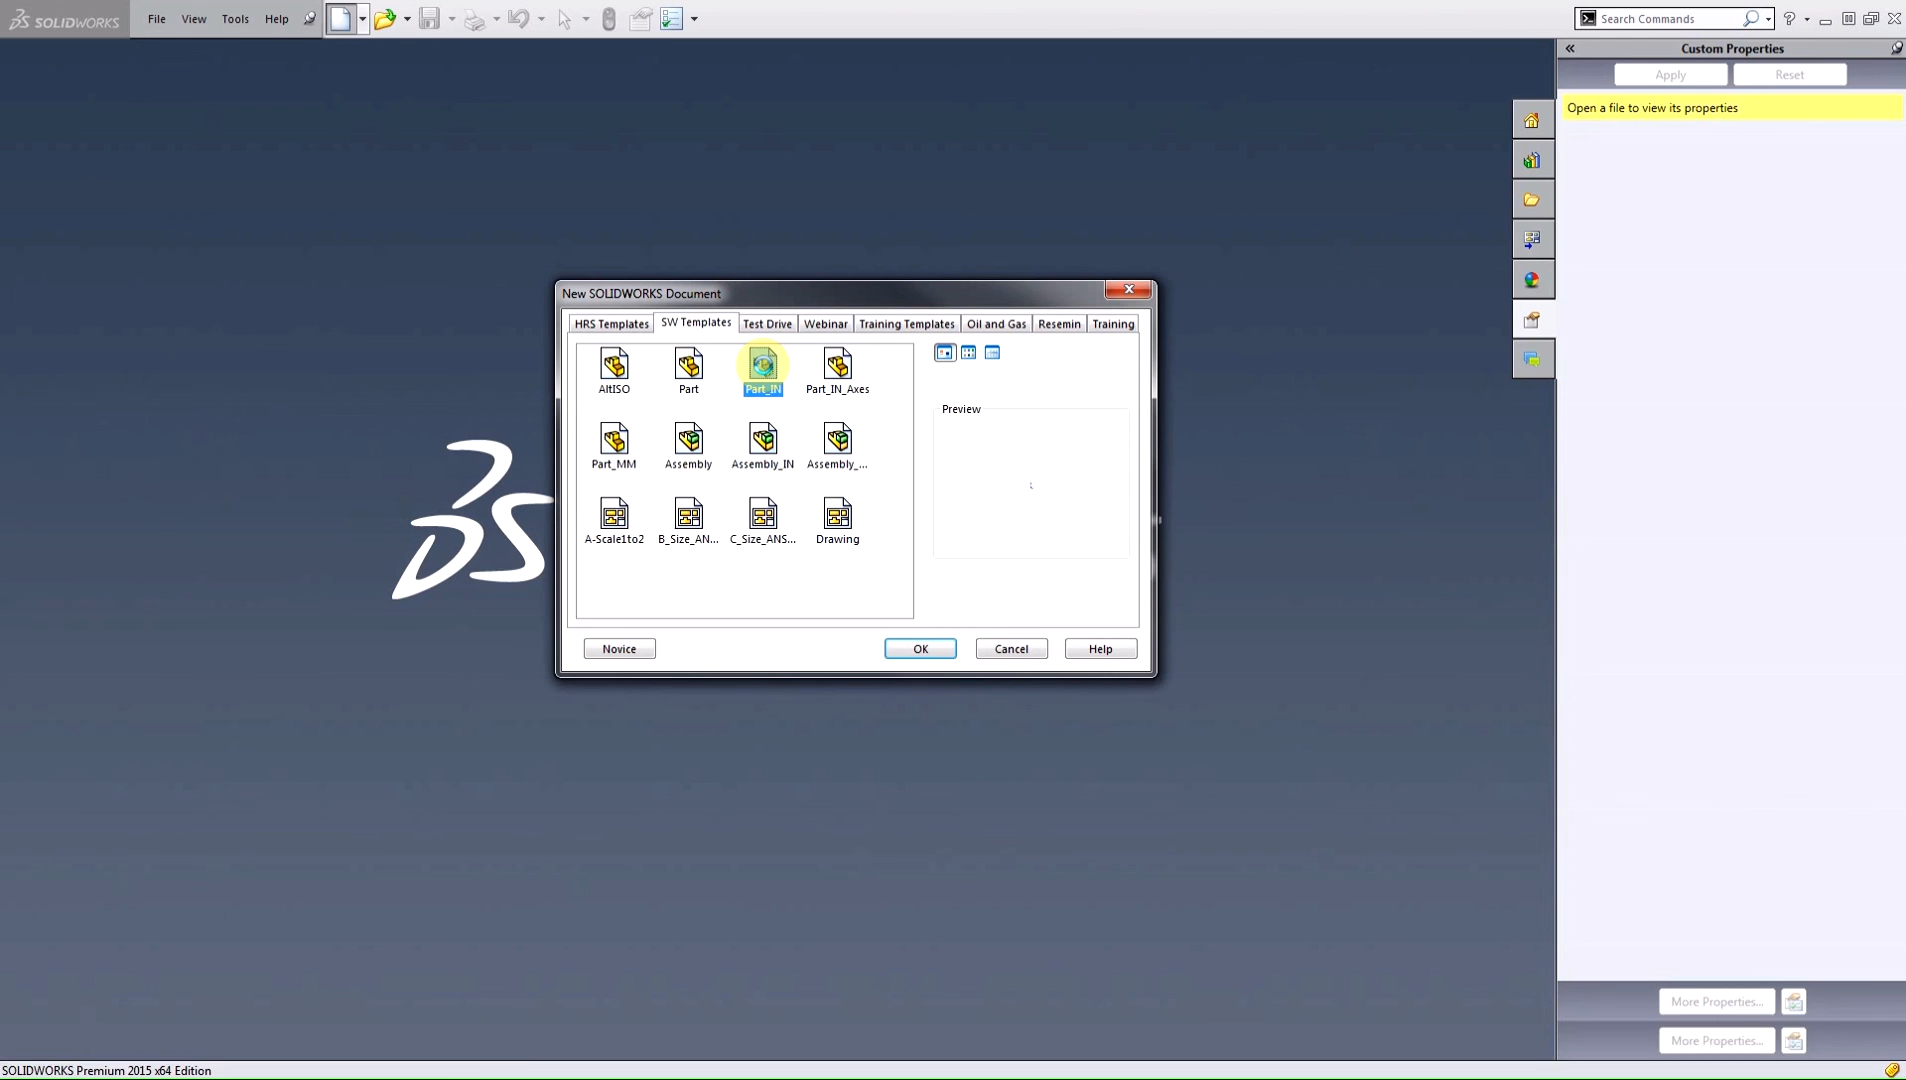 SOLIDWORKS File View Tools Help Search Commands
Custom Properties
Apply Reset
Open a file to view its properties
New SOLIDWORKS Document
HRS Templates SW Templates Test Drive Webinar Training Templates Oil and Gas Resemin Training
AltISO Part Part_IN Part_IN_Axes
Preview
Part_MM Assembly Assembly_IN Assembly_...
A-Scale1to2 B_Size_AN... C_Size_ANS... Drawing
Novice OK Cancel Help
More Properties...
More Properties...
SOLIDWORKS Premium 2015 x64 Edition